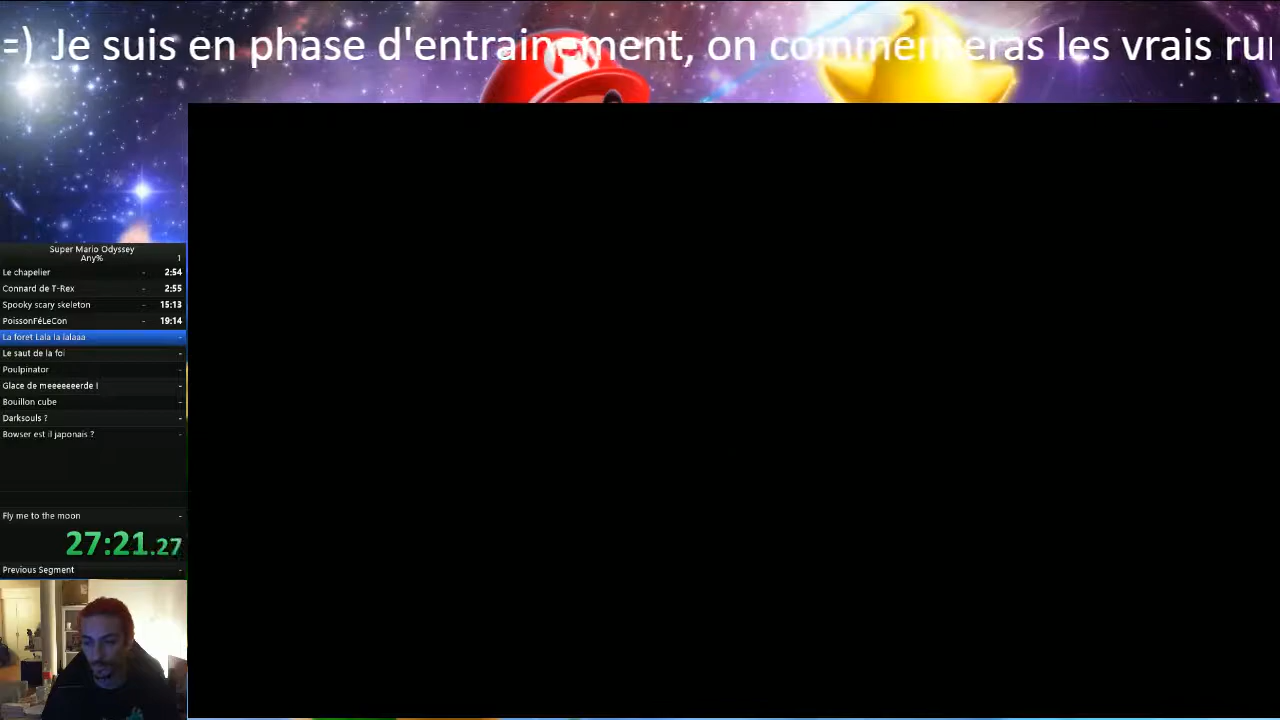 =) Je suis en phase d'entrainement, on commenceras les vrais ru
Super Mario Odyssey
Any% 1
Le chapelier - 2:54
Connard de T-Rex - 2:55
Spooky scary skeleton - 15:13
PoissonFéLeCon - 19:14
La foret Lala la lalaaa -
Le saut de la foi -
Poulpinator -
Glace de meeeeeeerde ! -
Bouillon cube -
Darksouls ? -
Bowser est il japonais ? -
Fly me to the moon -
27:21.27
Previous Segment -